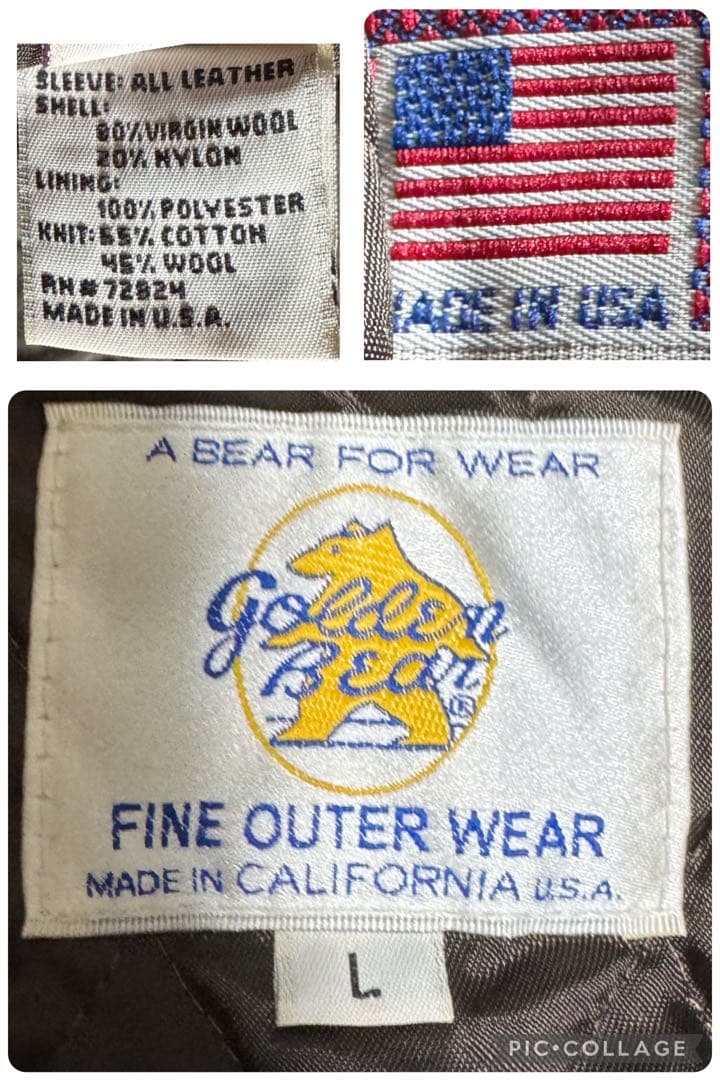 SLEEVE: ALL LEATHER
SHELL:
80% VIRGIN WOOL
20% NYLON
LINING:
100% POLYESTER
KNIT: 55% COTTON
45% WOOL
RN# 72824
MADE IN U.S.A.
ADE IN USA
A BEAR FOR WEAR
Golden
Bear
®
FINE OUTER WEAR
MADE IN CALIFORNIA U.S.A.
L
PIC•COLLAGE